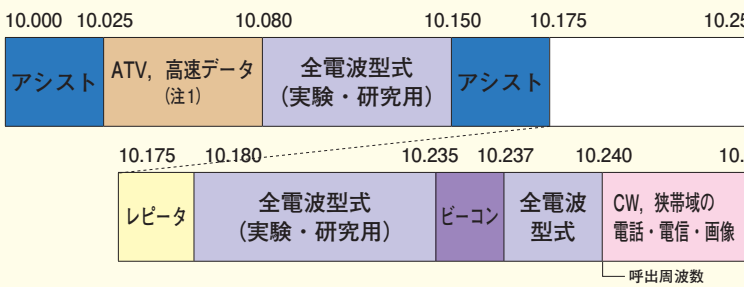 10.000 10.025 10.080 10.150 10.175 10.25
アシスト
ATV, 高速データ
(注1)
全電波型式
(実験・研究用)
アシスト
10.175 10.180 10.235 10.237 10.240 10.
レピータ
全電波型式
(実験・研究用)
ビーコン
全電波
型式
CW, 狭帯域の
電話・電信・画像
呼出周波数